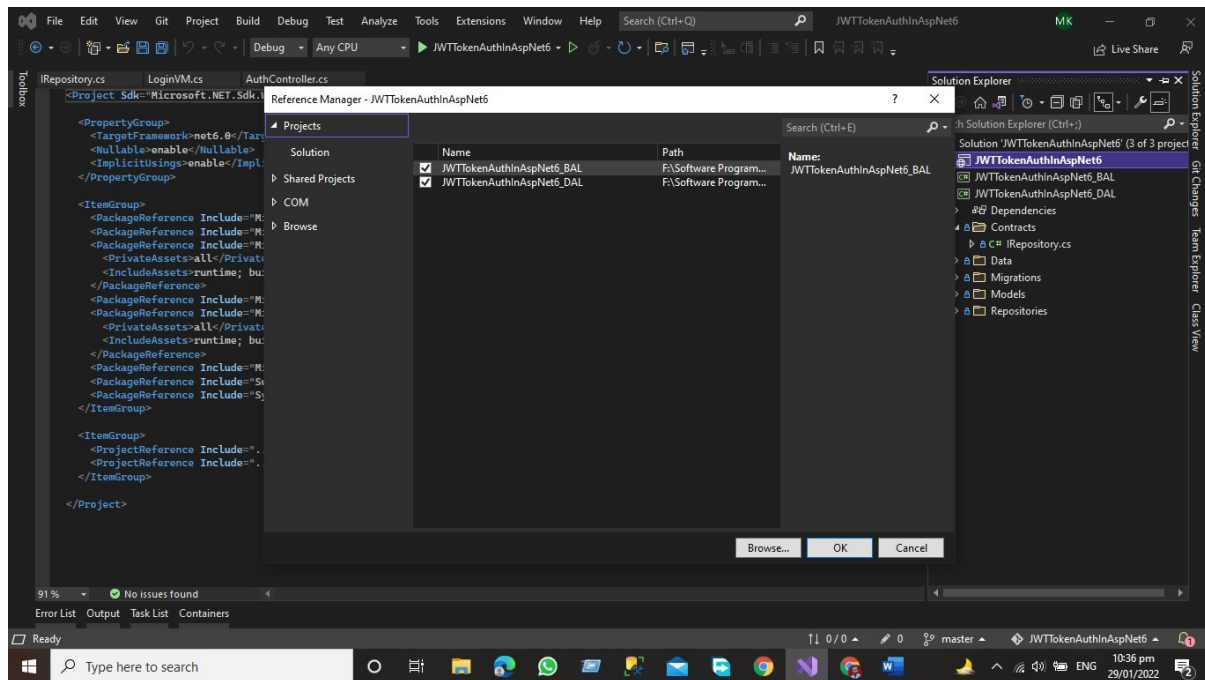 File Edit View Git Project Build Debug Test Analyze Tools Extensions Window Help Search (Ctrl+Q) JWTTokenAuthInAspNet6 MK
Debug Any CPU JWTTokenAuthInAspNet6 Live Share
Toolbox
IRepository.cs LoginVM.cs AuthController.cs
<Project Sdk="Microsoft.NET.Sdk.
<PropertyGroup>
<TargetFramework>net6.0</Targ
<Nullable>enable</Nullable>
<ImplicitUsings>enable</Impl
</PropertyGroup>
<ItemGroup>
<PackageReference Include="M
<PackageReference Include="M
<PackageReference Include="M
<PrivateAssets>all</Privat
<IncludeAssets>runtime; bu
</PackageReference>
<PackageReference Include="M
<PackageReference Include="M
<PrivateAssets>all</Privat
<IncludeAssets>runtime; bu
</PackageReference>
<PackageReference Include="M
<PackageReference Include="S
<PackageReference Include="Sy
</ItemGroup>
<ItemGroup>
<ProjectReference Include=".
<ProjectReference Include=".
</ItemGroup>
</Project>
Reference Manager - JWTTokenAuthInAspNet6 ?
Projects
Solution
Shared Projects
COM
Browse
Search (Ctrl+E)
Name Path
JWTTokenAuthInAspNet6_BAL F:\Software Program...
JWTTokenAuthInAspNet6_DAL F:\Software Program...
Name:
JWTTokenAuthInAspNet6_BAL
Browse... OK Cancel
Solution Explorer
h Solution Explorer (Ctrl+;)
Solution 'JWTTokenAuthInAspNet6' (3 of 3 project
JWTTokenAuthInAspNet6
C# JWTTokenAuthInAspNet6_BAL
C# JWTTokenAuthInAspNet6_DAL
Dependencies
Contracts
C# IRepository.cs
Data
Migrations
Models
Repositories
Solution Explorer
Git Changes
Team Explorer
Class View
91 % No issues found
Error List Output Task List Containers
Ready 0 / 0 0 master JWTTokenAuthInAspNet6 1
Type here to search W ENG 10:36 pm
29/01/2022 2